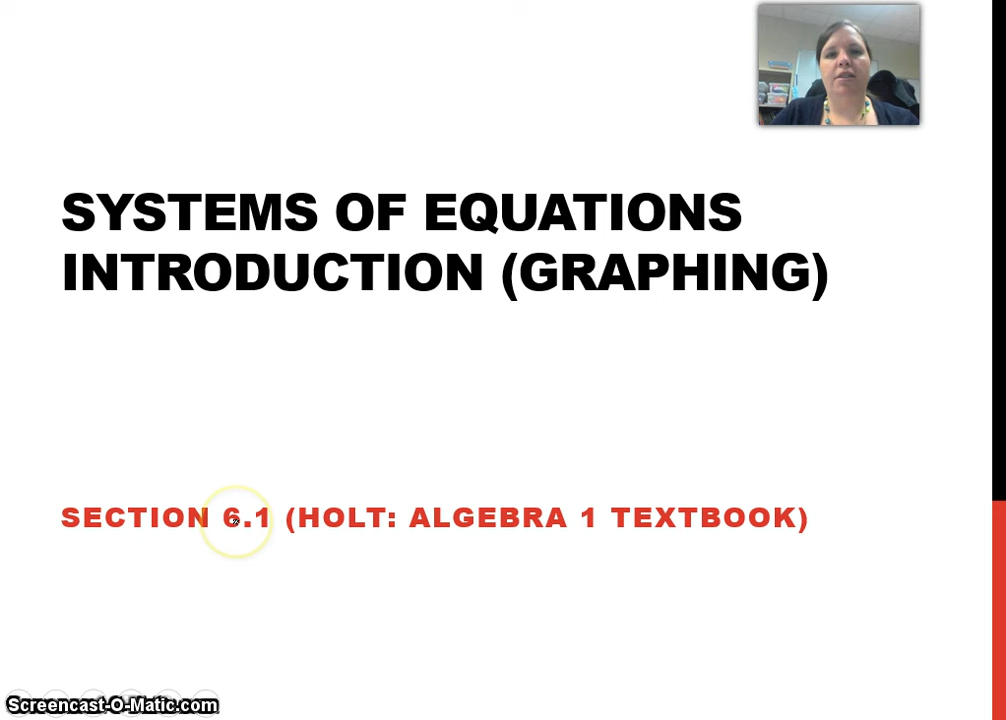 SYSTEMS OF EQUATIONS
INTRODUCTION (GRAPHING)
SECTION 6.1 (HOLT: ALGEBRA 1 TEXTBOOK)
Screencast-O-Matic.com